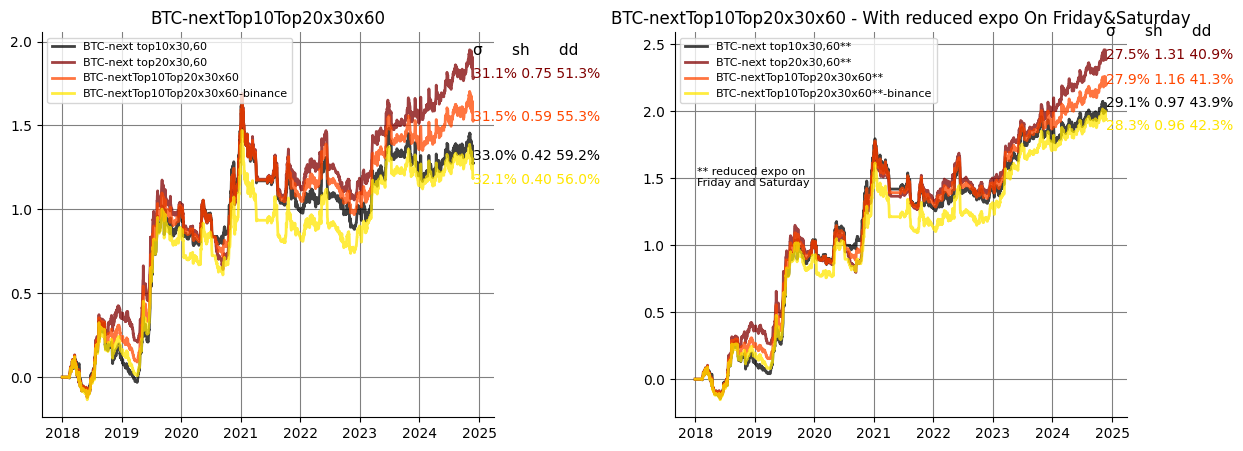 BTC-nextTop10Top20x30x60
BTC-next top10x30,60
BTC-next top20x30,60
BTC-nextTop10Top20x30x60
BTC-nextTop10Top20x30x60-binance
σ sh dd
31.1% 0.75 51.3%
31.5% 0.59 55.3%
33.0% 0.42 59.2%
32.1% 0.40 56.0%
2.0
1.5
1.0
0.5
0.0
2018 2019 2020 2021 2022 2023 2024 2025
BTC-nextTop10Top20x30x60 - With reduced expo On Friday&Saturday
BTC-next top10x30,60**
BTC-next top20x30,60**
BTC-nextTop10Top20x30x60**
BTC-nextTop10Top20x30x60**-binance
σ sh dd
27.5% 1.31 40.9%
27.9% 1.16 41.3%
29.1% 0.97 43.9%
28.3% 0.96 42.3%
** reduced expo on
Friday and Saturday
2.5
2.0
1.5
1.0
0.5
0.0
2018 2019 2020 2021 2022 2023 2024 2025